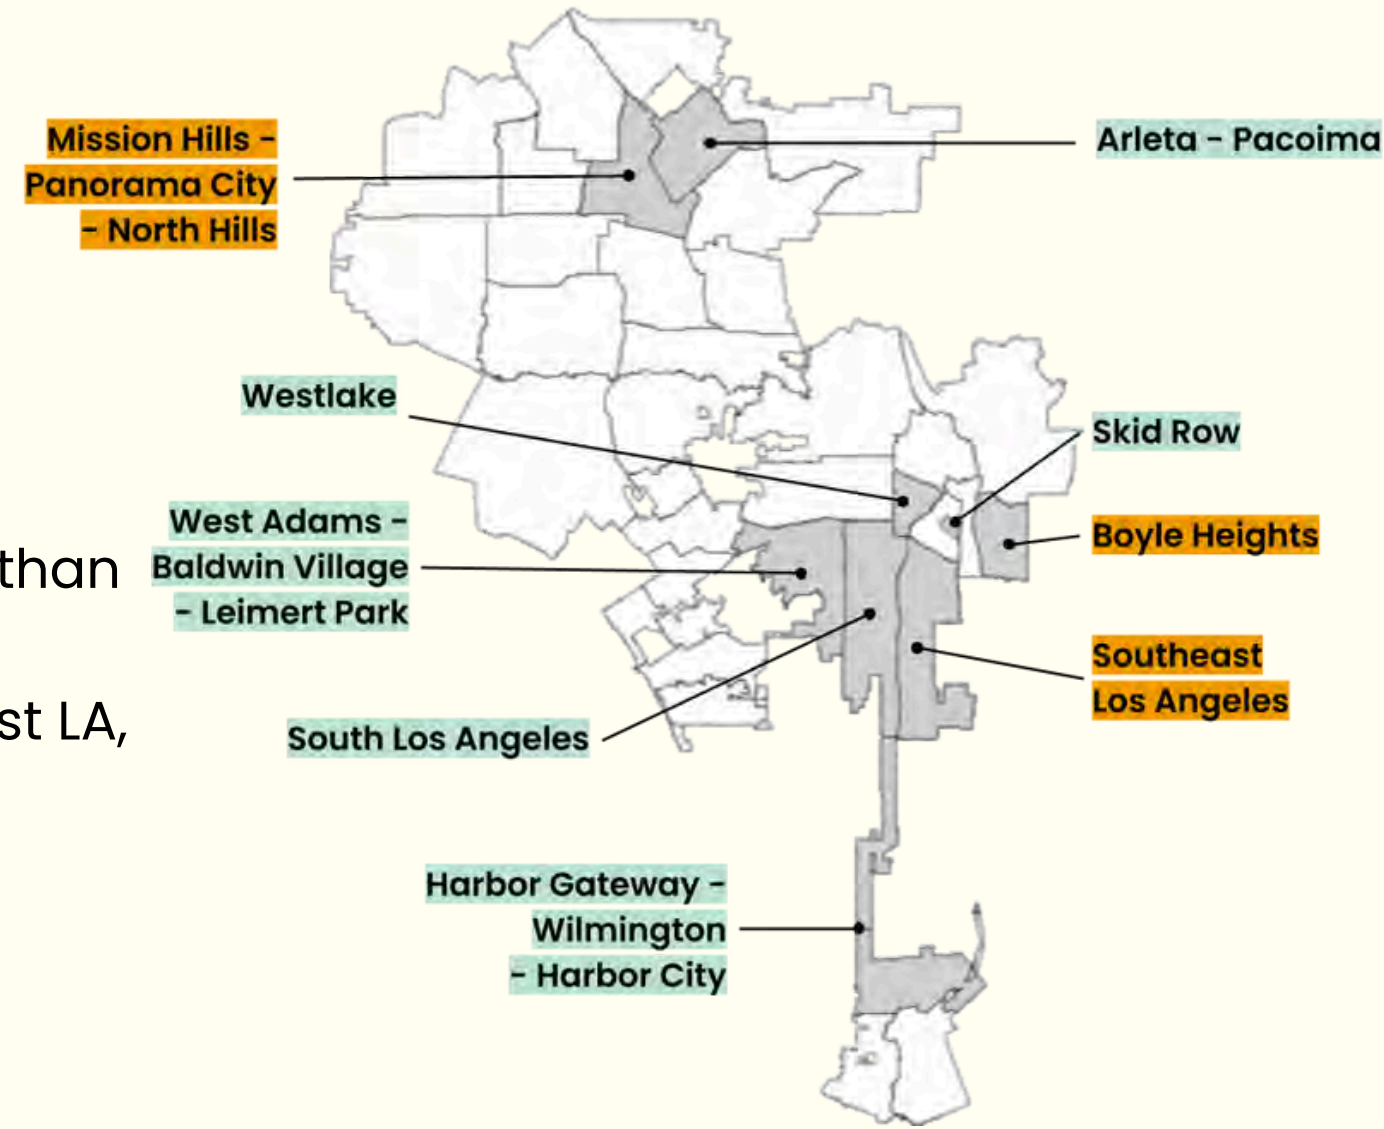 Mission Hills -
Panorama City
- North Hills
Arleta - Pacoima
Westlake
Skid Row
West Adams -
Baldwin Village
- Leimert Park
than
Boyle Heights
Southeast
Los Angeles
st LA,
South Los Angeles
Harbor Gateway -
Wilmington
- Harbor City